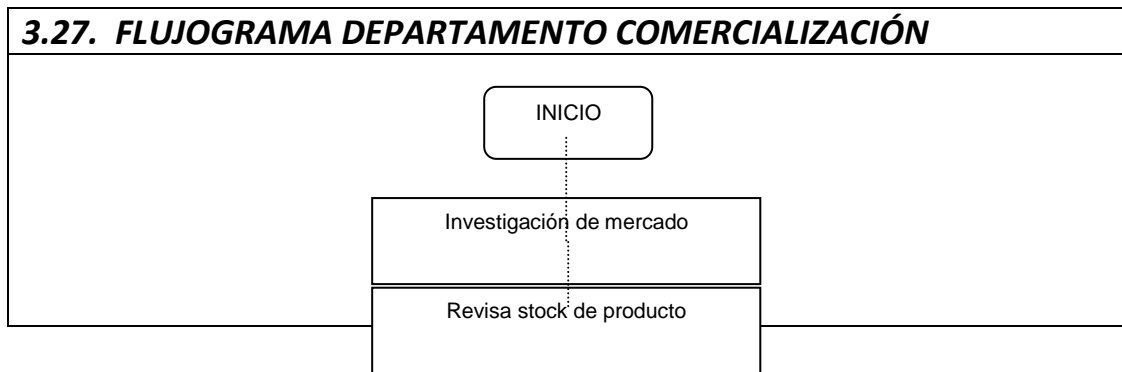 3.27. FLUJOGRAMA DEPARTAMENTO COMERCIALIZACIÓN
INICIO
Investigación de mercado
Revisa stock de producto